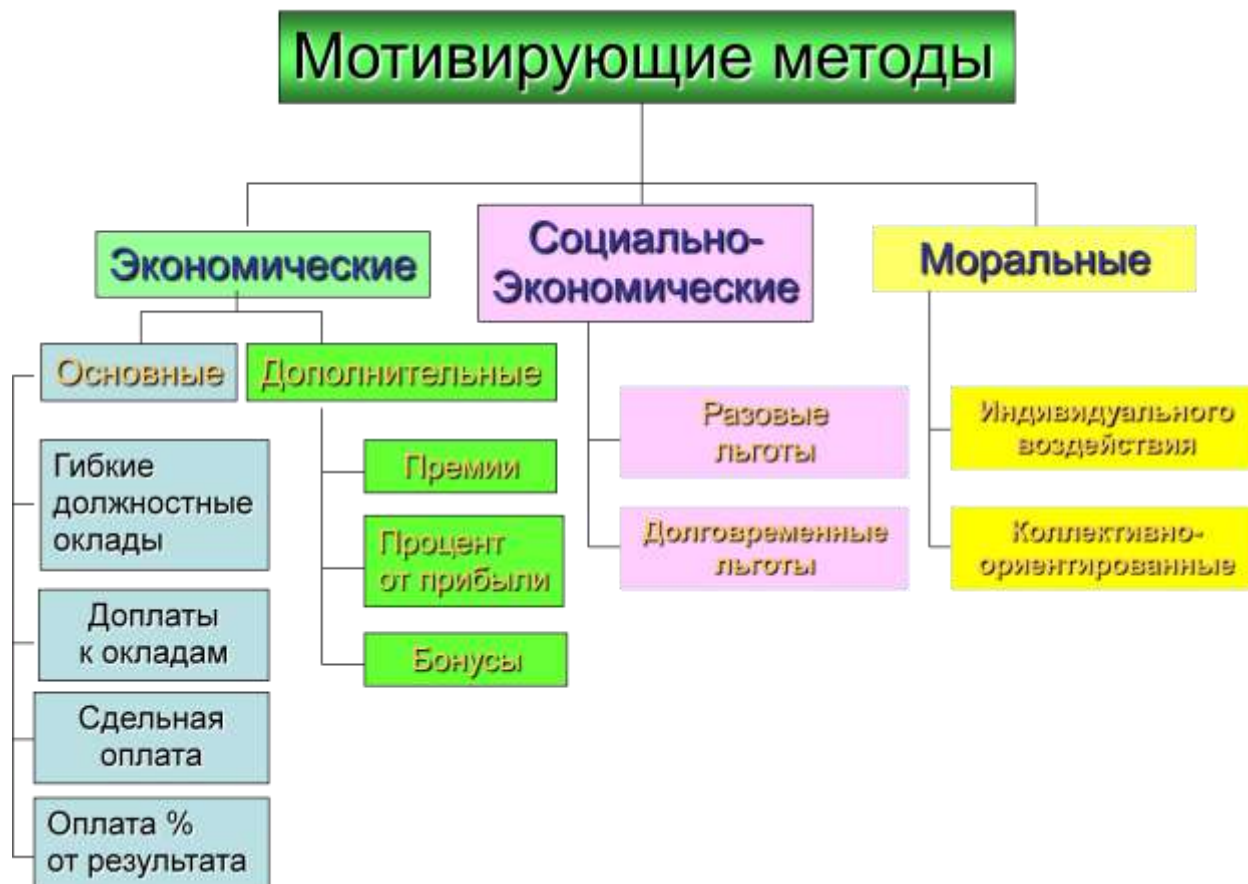 Мотивирующие методы
Экономические
Социально-
Экономические
Моральные
Основные
Дополнительные
Гибкие
должностные
оклады
Доплаты
к окладам
Сдельная
оплата
Оплата %
от результата
Премии
Процент
от прибыли
Бонусы
Разовые
льготы
Долговременные
льготы
Индивидуального
воздействия
Коллективно-
ориентированные